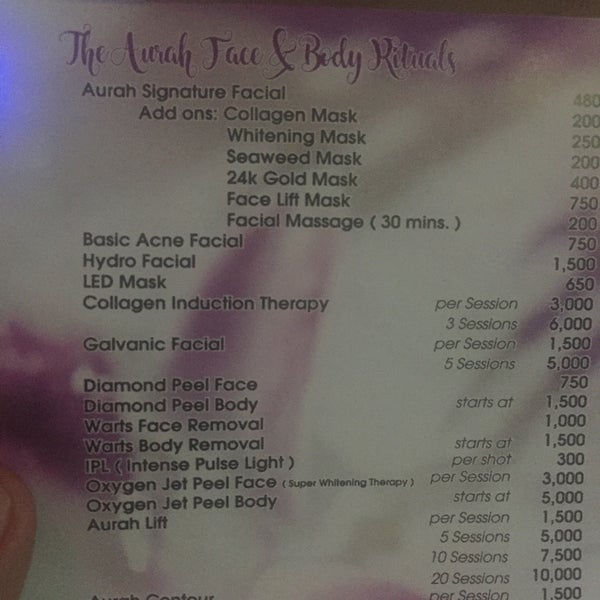 The Aurah Face & Body Rituals
Aurah Signature Facial 480
Add ons: Collagen Mask 200
Whitening Mask 250
Seaweed Mask 200
24k Gold Mask 400
Face Lift Mask 750
Facial Massage ( 30 mins. ) 200
Basic Acne Facial 750
Hydro Facial 1,500
LED Mask 650
Collagen Induction Therapy per Session 3,000
3 Sessions 6,000
Galvanic Facial per Session 1,500
5 Sessions 5,000
Diamond Peel Face 750
Diamond Peel Body starts at 1,500
Warts Face Removal 1,000
Warts Body Removal starts at 1,500
IPL ( Intense Pulse Light ) per shot 300
Oxygen Jet Peel Face ( Super Whitening Therapy ) per Session 3,000
Oxygen Jet Peel Body starts at 5,000
Aurah Lift per Session 1,500
5 Sessions 5,000
10 Sessions 7,500
20 Sessions 10,000
Aurah Contour per Session 1,500